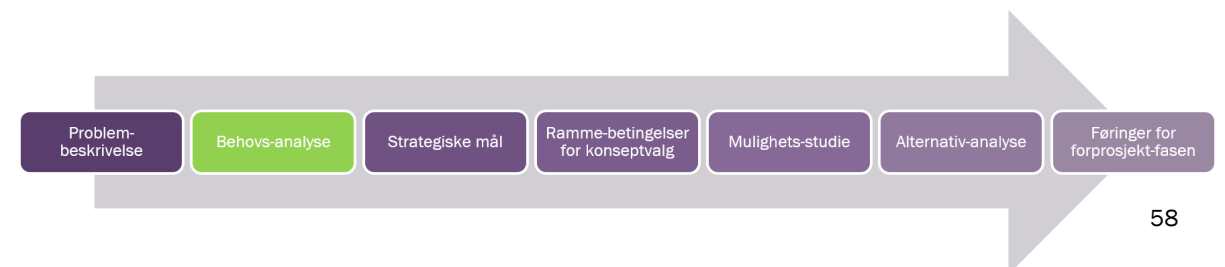 Problem-
beskrivelse
Behovs-analyse
Strategiske mål
Ramme-betingelser
for konseptvalg
Mulighets-studie
Alternativ-analyse
Føringer for
forprosjekt-fasen
58